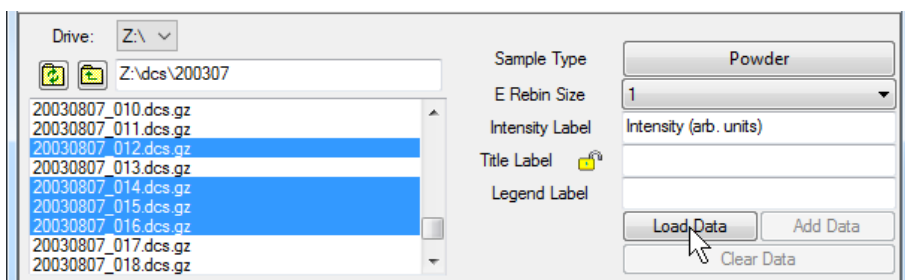 Drive: Z:\
Z:\dcs\200307
20030807_010.dcs.gz
20030807_011.dcs.gz
20030807_012.dcs.gz
20030807_013.dcs.gz
20030807_014.dcs.gz
20030807_015.dcs.gz
20030807_016.dcs.gz
20030807_017.dcs.gz
20030807_018.dcs.gz
Sample Type Powder
E Rebin Size 1
Intensity Label Intensity (arb. units)
Title Label
Legend Label
Load Data Add Data
Clear Data